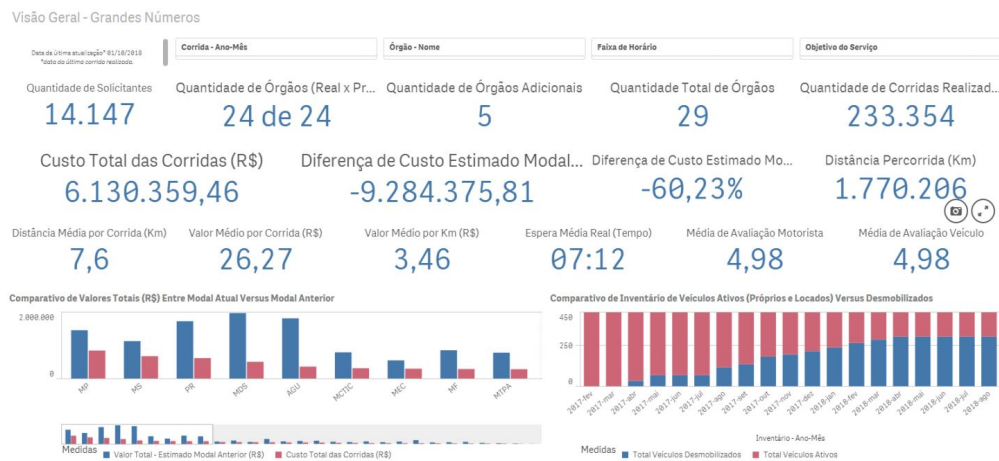 Visão Geral - Grandes Números
Data da última atualização* 01/10/2018
*data da última corrida realizada.
Corrida - Ano-Mês
Órgão - Nome
Faixa de Horário
Objetivo do Serviço
Quantidade de Solicitantes
14.147
Quantidade de Órgãos (Real x Pr...
24 de 24
Quantidade de Órgãos Adicionais
5
Quantidade Total de Órgãos
29
Quantidade de Corridas Realizad...
233.354
Custo Total das Corridas (R$)
6.130.359,46
Diferença de Custo Estimado Modal...
-9.284.375,81
Diferença de Custo Estimado Mo...
-60,23%
Distância Percorrida (Km)
1.770.206
Distância Média por Corrida (Km)
7,6
Valor Médio por Corrida (R$)
26,27
Valor Médio por Km (R$)
3,46
Espera Média Real (Tempo)
07:12
Média de Avaliação Motorista
4,98
Média de Avaliação Veículo
4,98
Comparativo de Valores Totais (R$) Entre Modal Atual Versus Modal Anterior
2.000.000
0
MP
MS
PR
MDS
AGU
MCTIC
MEC
MF
MTPA
Medidas
Valor Total - Estimado Modal Anterior (R$)
Custo Total das Corridas (R$)
Comparativo de Inventário de Veículos Ativos (Próprios e Locados) Versus Desmobilizados
450
250
0
2017-fev
2017-mar
2017-abr
2017-mai
2017-jun
2017-jul
2017-ago
2017-set
2017-out
2017-nov
2017-dez
2018-jan
2018-fev
2018-mar
2018-abr
2018-mai
2018-jun
2018-jul
2018-ago
Inventário - Ano-Mês
Medidas
Total Veículos Desmobilizados
Total Veículos Ativos